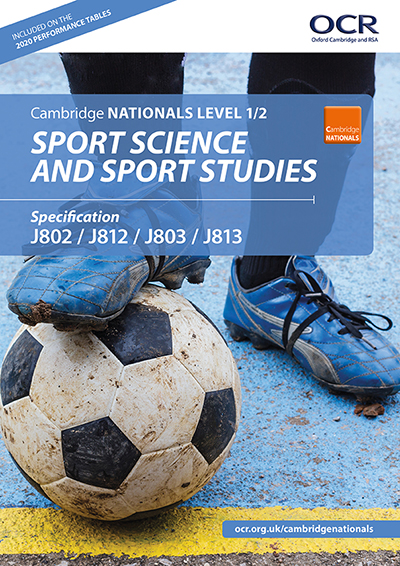 INCLUDED ON THE
2020 PERFORMANCE TABLES
OCR
Oxford Cambridge and RSA
Cambridge NATIONALS LEVEL 1/2
SPORT SCIENCE
AND SPORT STUDIES
Cambridge
NATIONALS
Specification
J802 / J812 / J803 / J813
ocr.org.uk/cambridgenationals